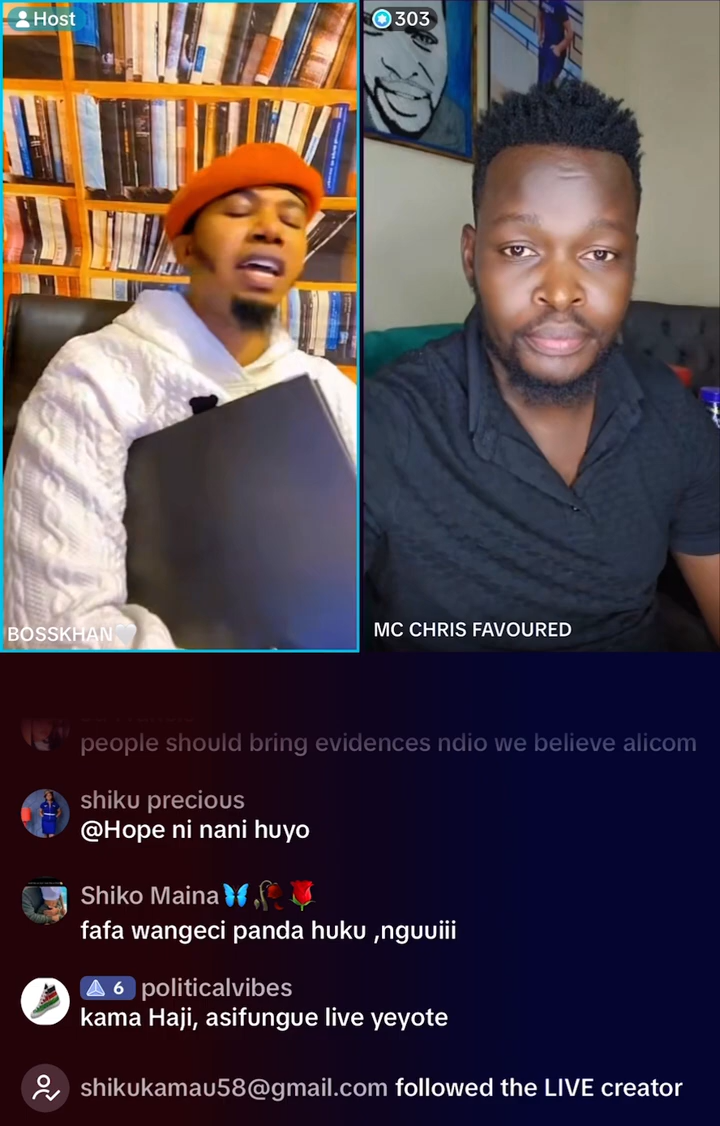 Host
303
BOSSKHAN🤍
MC CHRIS FAVOURED
people should bring evidences ndio we believe alicom
shiku precious
@Hope ni nani huyo
Shiko Maina🦋🥀🌹
fafa wangeci panda huku ,nguuiii
6 politicalvibes
kama Haji, asifungue live yeyote
shikukamau58@gmail.com followed the LIVE creator